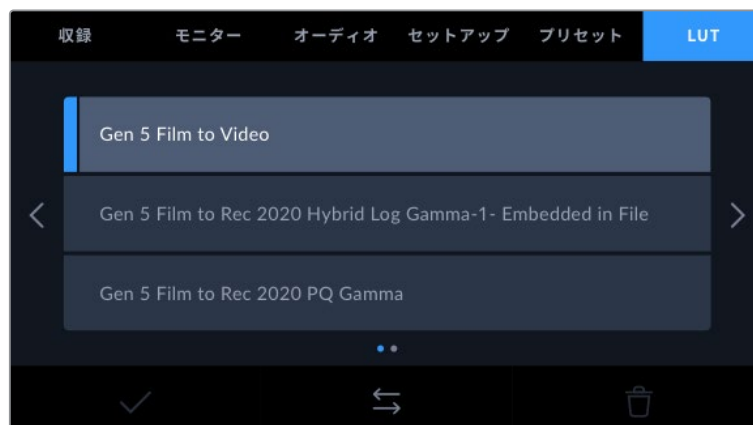 収録 モニター オーディオ セットアップ プリセット LUT
Gen 5 Film to Video
Gen 5 Film to Rec 2020 Hybrid Log Gamma-1- Embedded in File
Gen 5 Film to Rec 2020 PQ Gamma